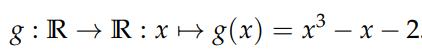 g : ℝ → ℝ : x ↦ g(x) = x³ − x − 2.